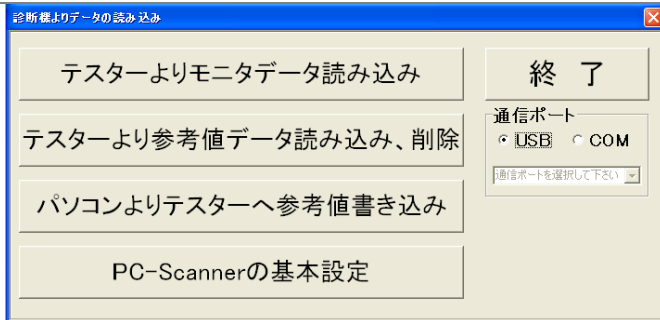 診断機よりデータの読み込み
テスターよりモニタデータ読み込み
終 了
テスターより参考値データ読み込み、削除
通信ポート
USB COM
通信ポートを選択して下さい
パソコンよりテスターへ参考値書き込み
PC-Scannerの基本設定